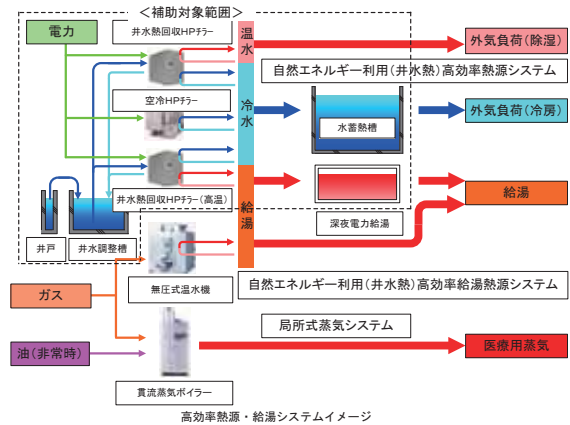 ＜補助対象範囲＞
電力
井水熱回収HPチラー
温水
外気負荷（除湿）
自然エネルギー利用（井水熱）高効率熱源システム
空冷HPチラー
冷水
水蓄熱槽
外気負荷（冷房）
井水熱回収HPチラー（高温）
給湯
深夜電力給湯
給湯
井戸
井水調整槽
無圧式温水機
自然エネルギー利用（井水熱）高効率給湯熱源システム
ガス
局所式蒸気システム
油（非常時）
医療用蒸気
貫流蒸気ボイラー
高効率熱源・給湯システムイメージ